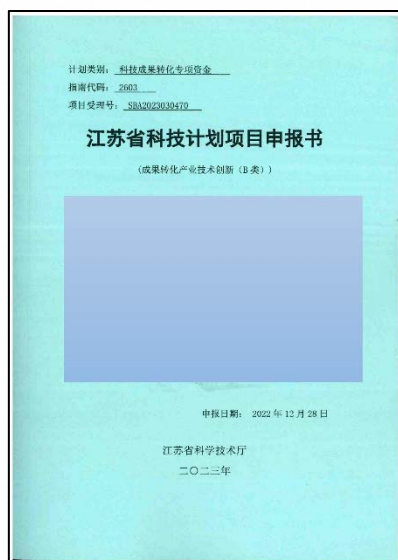 计划类别: 科技成果转化专项资金
指南代码: 2603
项目受理号: SBA2023030470
江苏省科技计划项目申报书
(成果转化产业技术创新(B类))
申报日期: 2022年12月28日
江苏省科学技术厅
二〇二三年